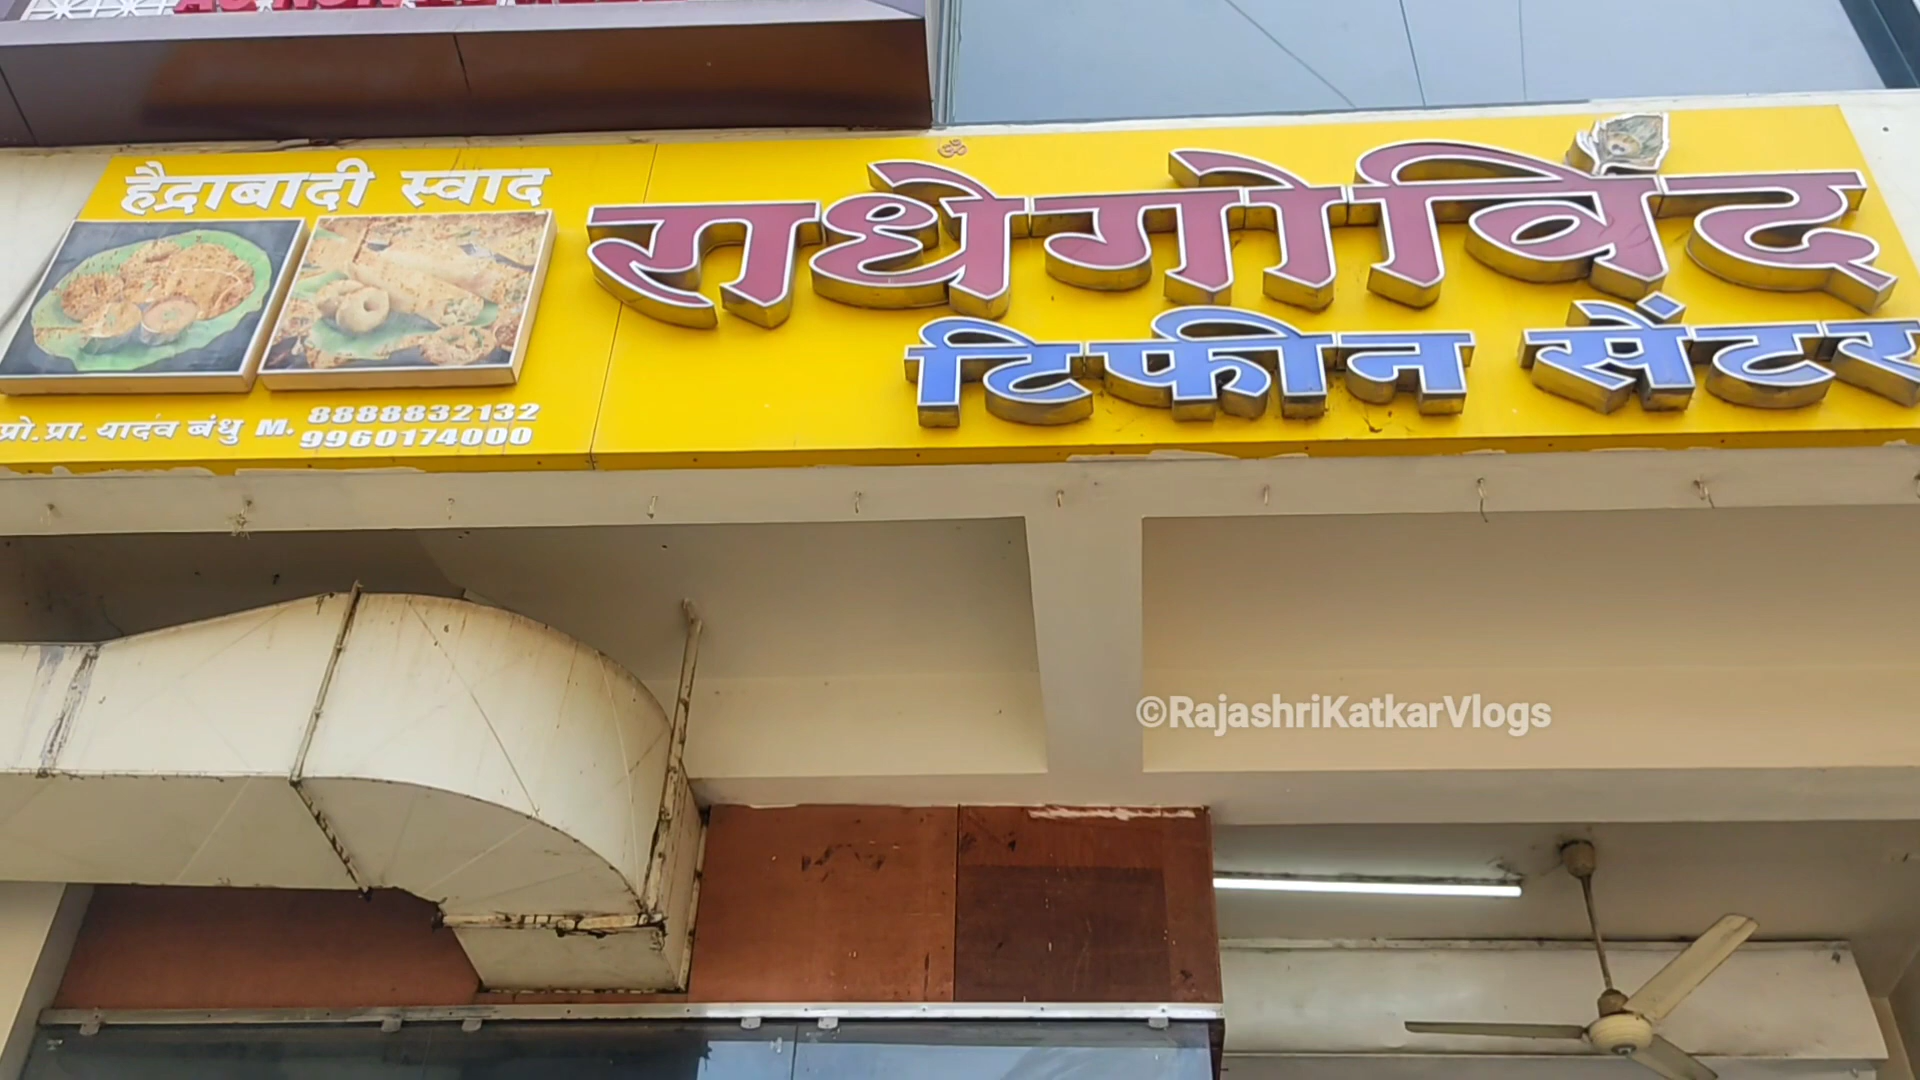 हैद्राबादी स्वाद
ॐ
राधेगोविंद
टिफीन सेंटर
प्रो.प्रा. यादव बंधु M. 8888832132
9960174000
©RajashriKatkarVlogs